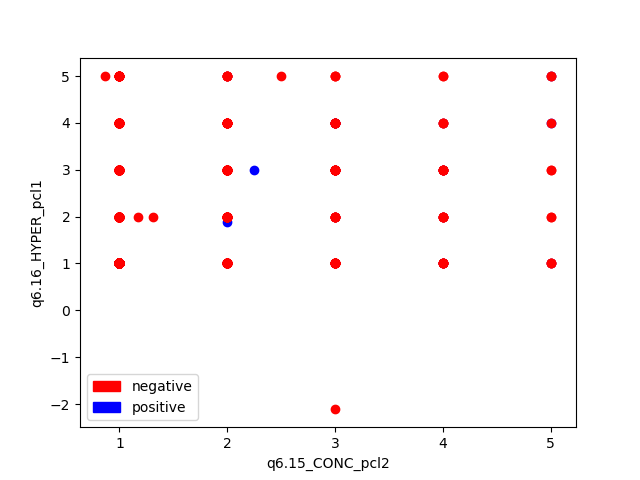 5
4
3
2
1
0
−1
−2
q6.16_HYPER_pcl1
negative
positive
1 2 3 4 5
q6.15_CONC_pcl2